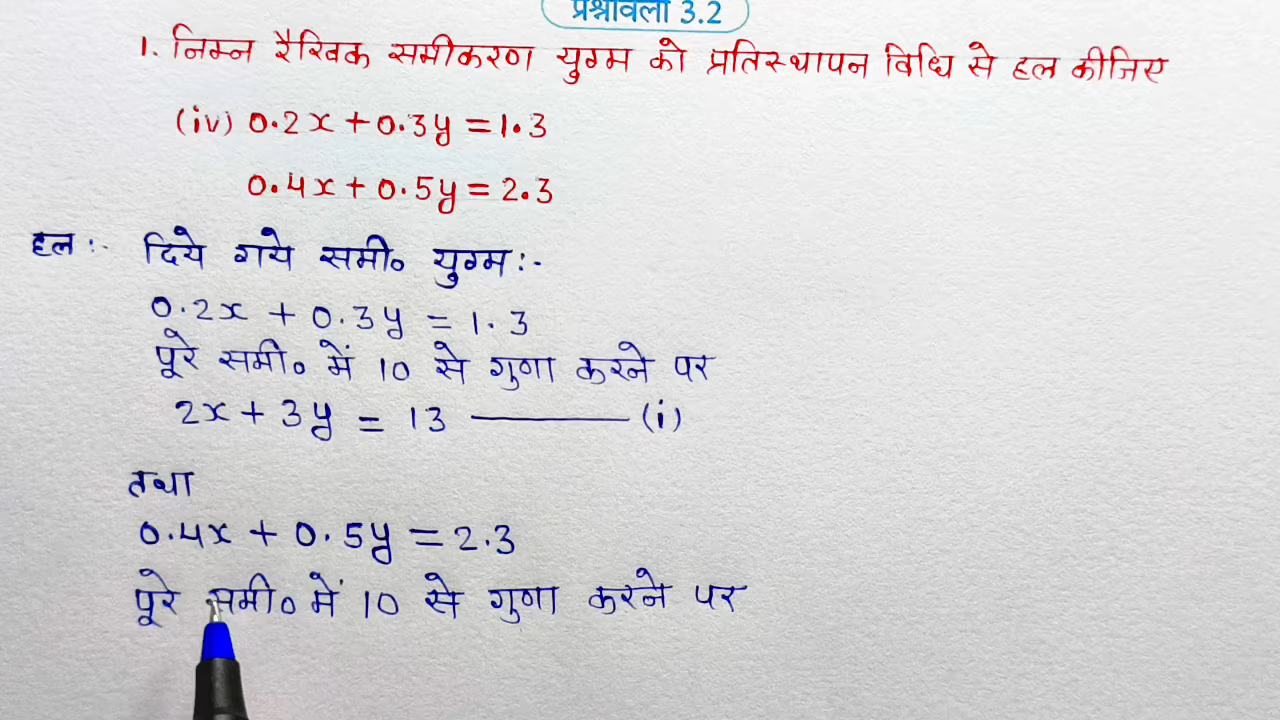 प्रश्नावली 3.2
1. निम्न रैखिक समीकरण युग्म को प्रतिस्थापन विधि से हल कीजिए
(iv) 0.2x + 0.3y = 1.3
0.4x + 0.5y = 2.3
हल :- दिये गये समी० युग्म :-
0.2x + 0.3y = 1.3
पूरे समी० में 10 से गुणा करने पर
2x + 3y = 13 ——— (i)
तथा
0.4x + 0.5y = 2.3
पूरे समी० में 10 से गुणा करने पर